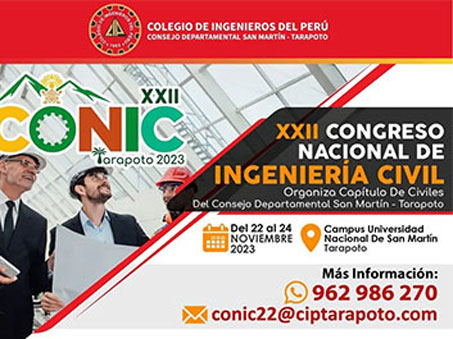 COLEGIO DE INGENIEROS DEL PERÚ
CONSEJO DEPARTAMENTAL SAN MARTÍN - TARAPOTO
XXII
CONIC
Tarapoto 2023
XXII CONGRESO
NACIONAL DE
INGENIERÍA CIVIL
Organiza Capítulo De Civiles
Del Consejo Departamental San Martín - Tarapoto
Del 22 al 24
NOVIEMBRE
2023
Campus Universidad
Nacional De San Martín
Tarapoto
Más Información:
962 986 270
conic22@ciptarapoto.com